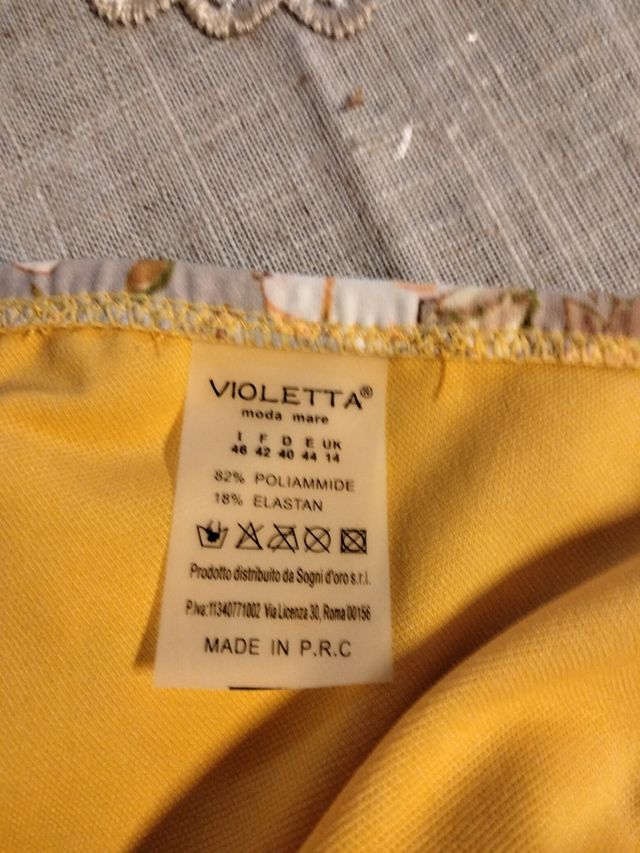 VIOLETTA®
moda mare
I F D E UK
46 42 40 44 14
82% POLIAMMIDE
18% ELASTAN
Prodotto distribuito da Sogni d'oro s.r.l.
P.Iva:11340771002 Via Licenza 30, Roma 00156
MADE IN P.R.C